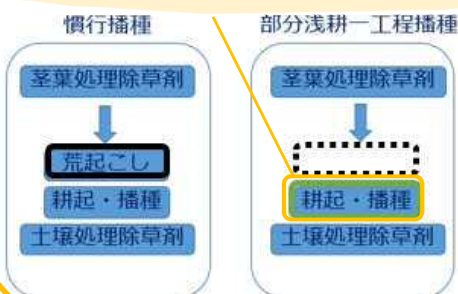 慣行播種
茎葉処理除草剤
荒起こし
耕起・播種
土壌処理除草剤
部分浅耕一工程播種
茎葉処理除草剤
耕起・播種
土壌処理除草剤